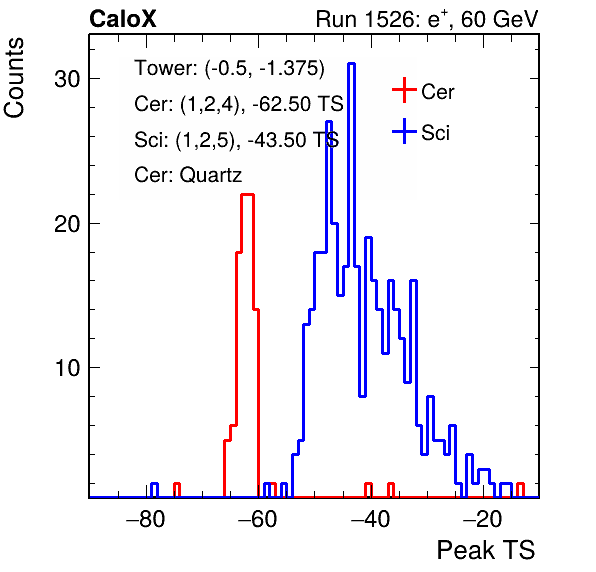 CaloX Run 1526: e⁺, 60 GeV
Counts
Tower: (-0.5, -1.375)
Cer: (1,2,4), -62.50 TS
Sci: (1,2,5), -43.50 TS
Cer: Quartz
Cer
Sci
30
20
10
−80 −60 −40 −20
Peak TS